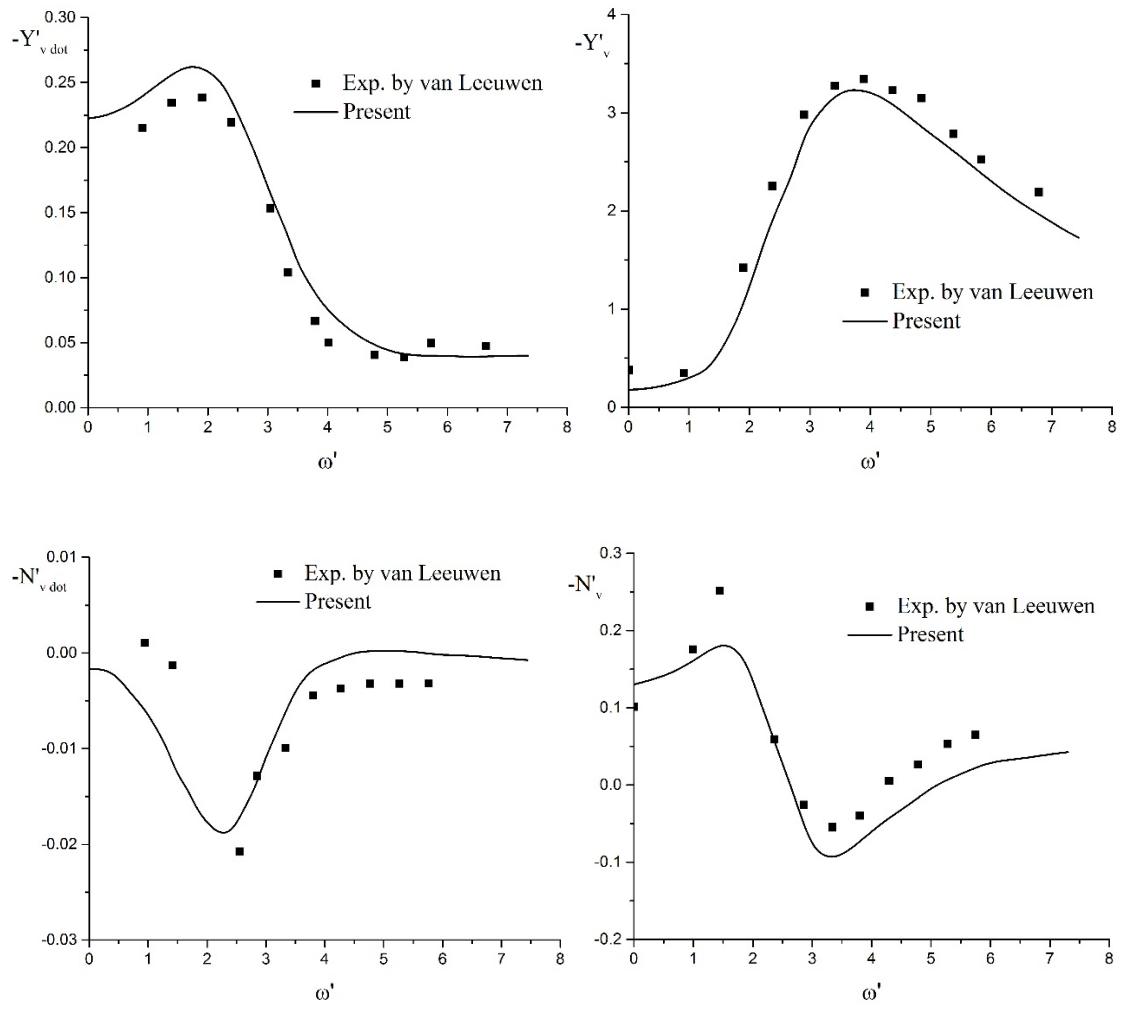 0.30
-Y'v dot
0.25
0.20
0.15
0.10
0.05
0.00
Exp. by van Leeuwen
Present
0 1 2 3 4 5 6 7 8
ω'
4
-Y'v
3
2
1
0
Exp. by van Leeuwen
Present
0 1 2 3 4 5 6 7 8
ω'
0.01
-N'v dot
0.00
-0.01
-0.02
-0.03
Exp. by van Leeuwen
Present
0 1 2 3 4 5 6 7 8
ω'
0.3
-N'v
0.2
0.1
0.0
-0.1
-0.2
Exp. by van Leeuwen
Present
0 1 2 3 4 5 6 7 8
ω'